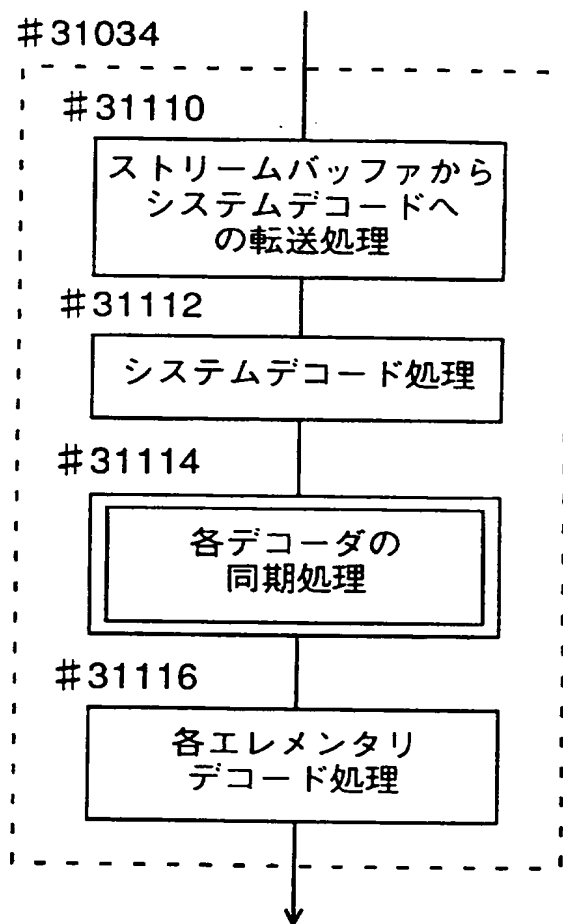 #31034
#31110
ストリームバッファから
システムデコードへ
の転送処理
#31112
システムデコード処理
#31114
各デコーダの
同期処理
#31116
各エレメンタリ
デコード処理